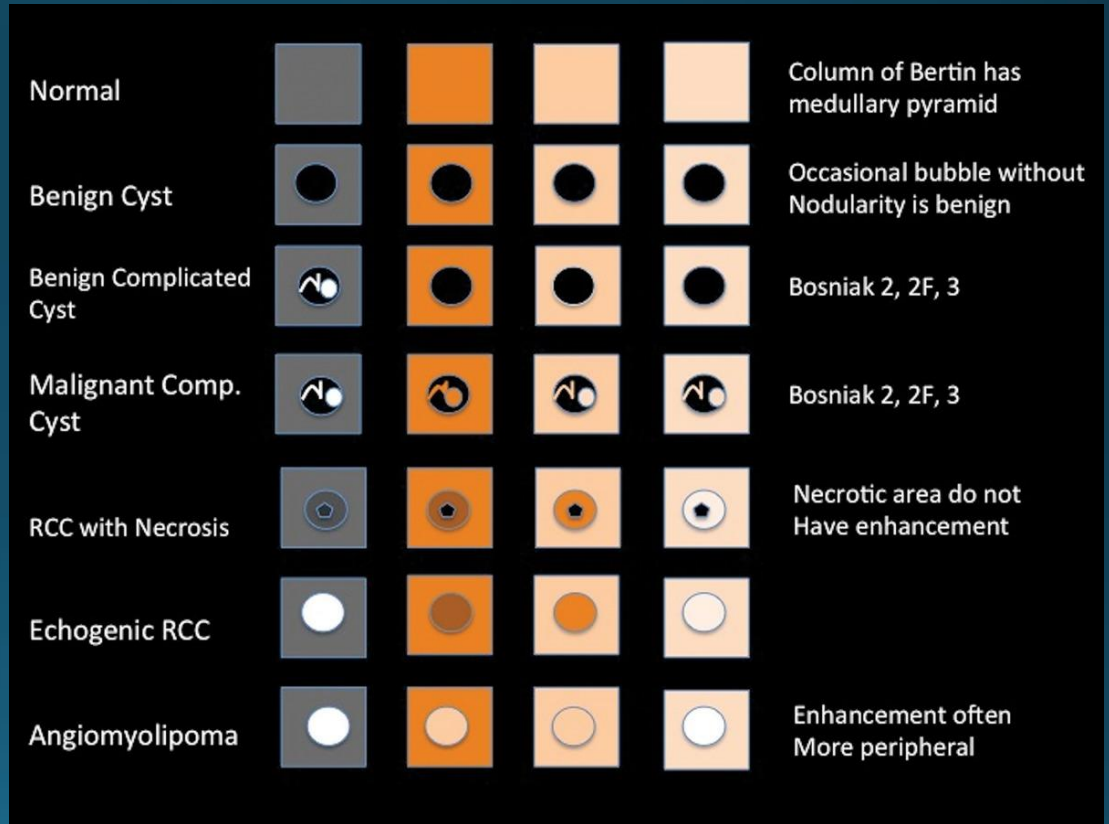 Normal
Column of Bertin has
medullary pyramid
Benign Cyst
Occasional bubble without
Nodularity is benign
Benign Complicated
Cyst
Bosniak 2, 2F, 3
Malignant Comp.
Cyst
Bosniak 2, 2F, 3
RCC with Necrosis
Necrotic area do not
Have enhancement
Echogenic RCC
Angiomyolipoma
Enhancement often
More peripheral